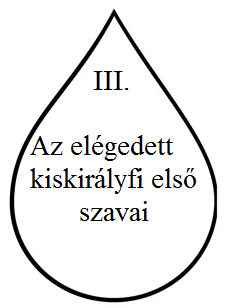 III.
Az elégedett
kiskirályfi első
szavai